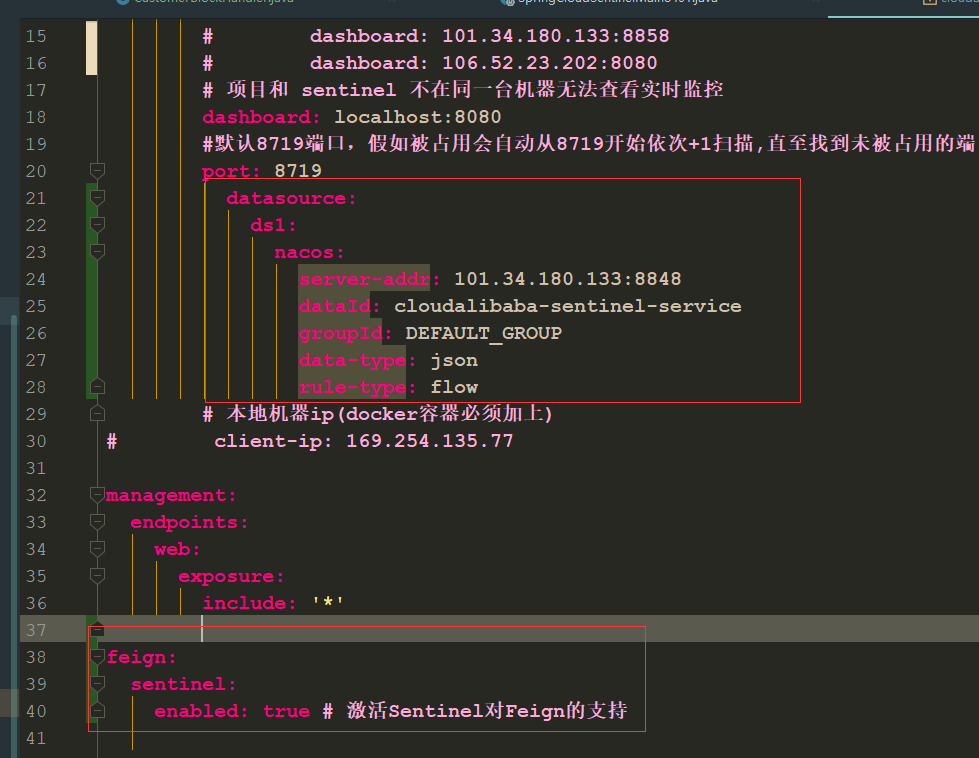 15 # dashboard: 101.34.180.133:8858
16 # dashboard: 106.52.23.202:8080
17 # 项目和 sentinel 不在同一台机器无法查看实时监控
18 dashboard: localhost:8080
19 #默认8719端口，假如被占用会自动从8719开始依次+1扫描,直至找到未被占用的端
20 port: 8719
21 datasource:
22 ds1:
23 nacos:
24 server-addr: 101.34.180.133:8848
25 dataId: cloudalibaba-sentinel-service
26 groupId: DEFAULT_GROUP
27 data-type: json
28 rule-type: flow
29 # 本地机器ip(docker容器必须加上)
30 # client-ip: 169.254.135.77
31
32 management:
33 endpoints:
34 web:
35 exposure:
36 include: '*'
37
38 feign:
39 sentinel:
40 enabled: true # 激活Sentinel对Feign的支持
41